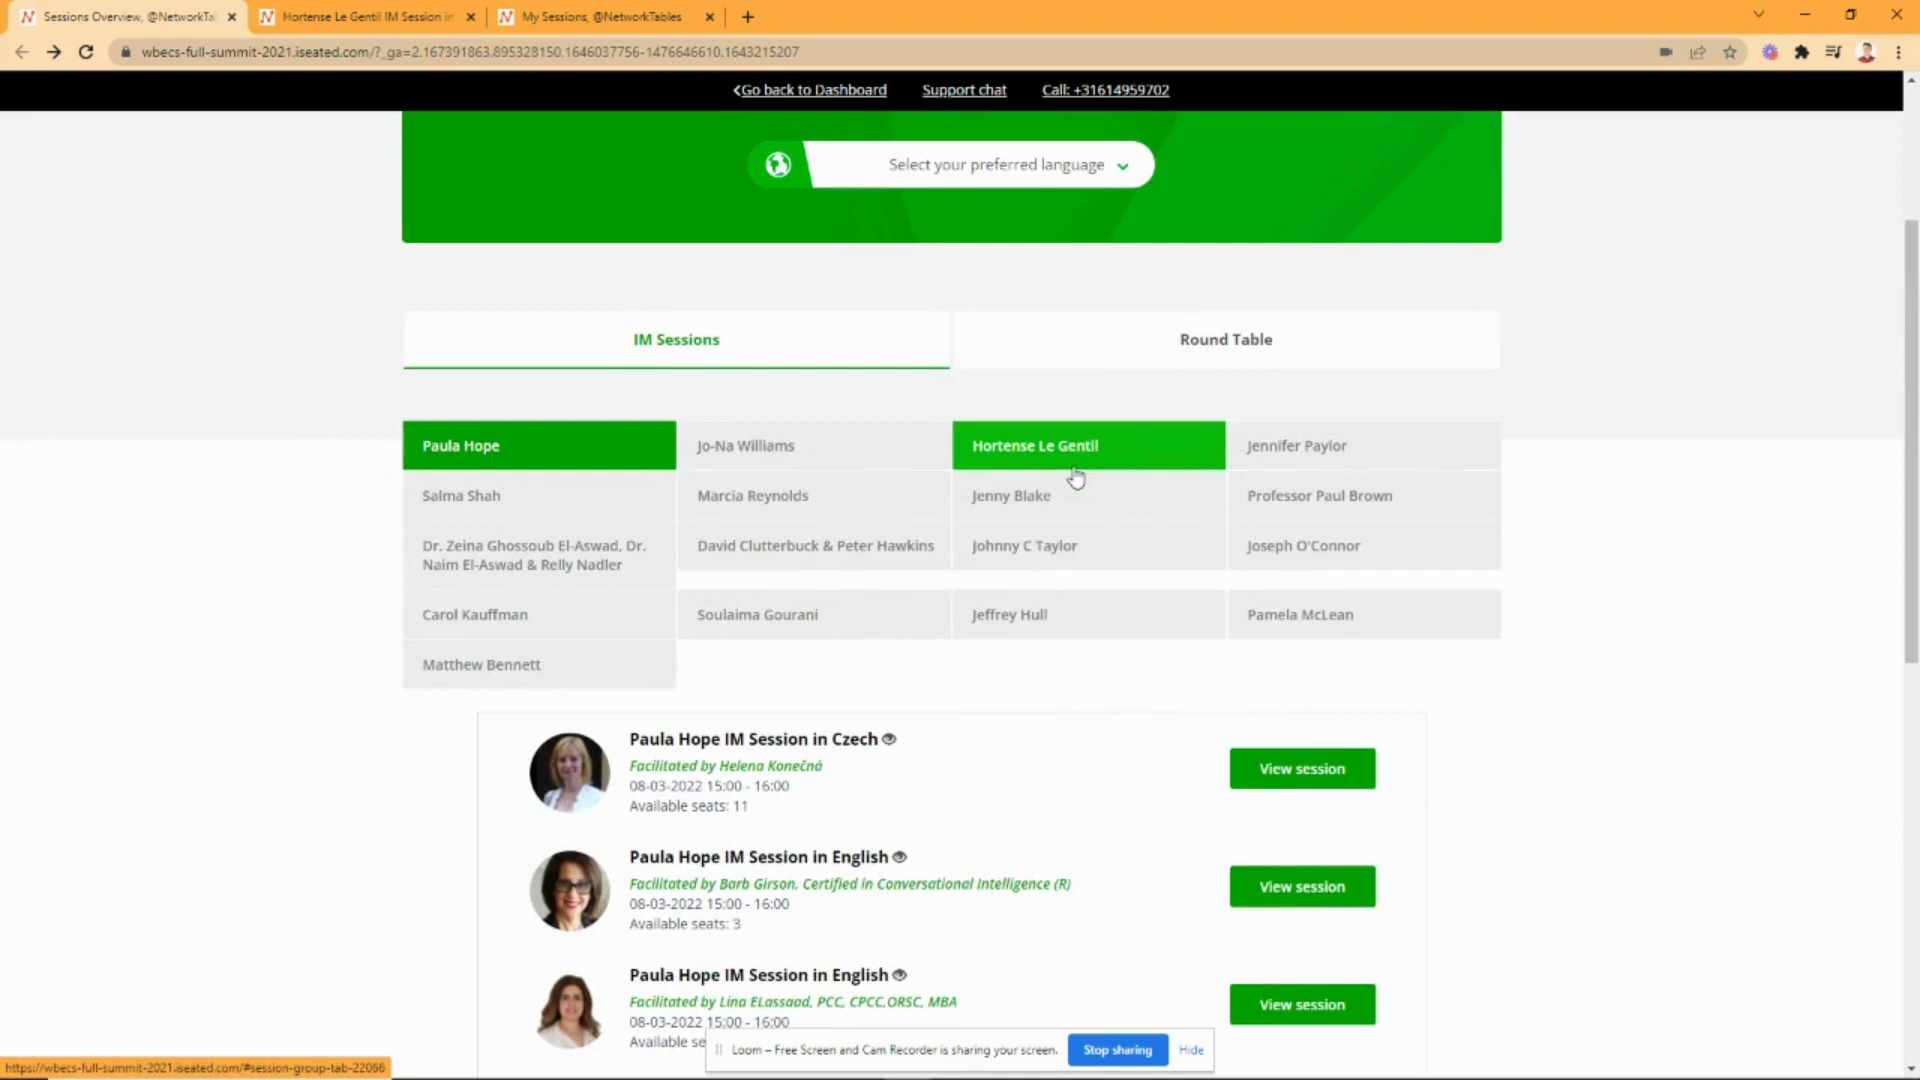 Sessions Overview, @NetworkTa
Hortense Le Gentil IM Session in
My Sessions, @NetworkTables
wbecs-full-summit-2021.iseated.com/?_ga=2.167391863.895328150.1646037756-1476646610.1643215207
Go back to Dashboard
Support chat
Call: +31614959702
Select your preferred language
IM Sessions
Round Table
Paula Hope
Jo-Na Williams
Hortense Le Gentil
Jennifer Paylor
Salma Shah
Marcia Reynolds
Jenny Blake
Professor Paul Brown
Dr. Zeina Ghossoub El-Aswad, Dr.
Naim El-Aswad & Relly Nadler
David Clutterbuck & Peter Hawkins
Johnny C Taylor
Joseph O'Connor
Carol Kauffman
Soulaima Gourani
Jeffrey Hull
Pamela McLean
Matthew Bennett
Paula Hope IM Session in Czech
Facilitated by Helena Konečná
08-03-2022 15:00 - 16:00
Available seats: 11
View session
Paula Hope IM Session in English
Facilitated by Barb Girson, Certified in Conversational Intelligence (R)
08-03-2022 15:00 - 16:00
Available seats: 3
View session
Paula Hope IM Session in English
Facilitated by Lina ELassaad, PCC, CPCC,ORSC, MBA
08-03-2022 15:00 - 16:00
Available se
View session
Loom – Free Screen and Cam Recorder is sharing your screen.
Stop sharing
Hide
https://wbecs-full-summit-2021.iseated.com/#session-group-tab-22066